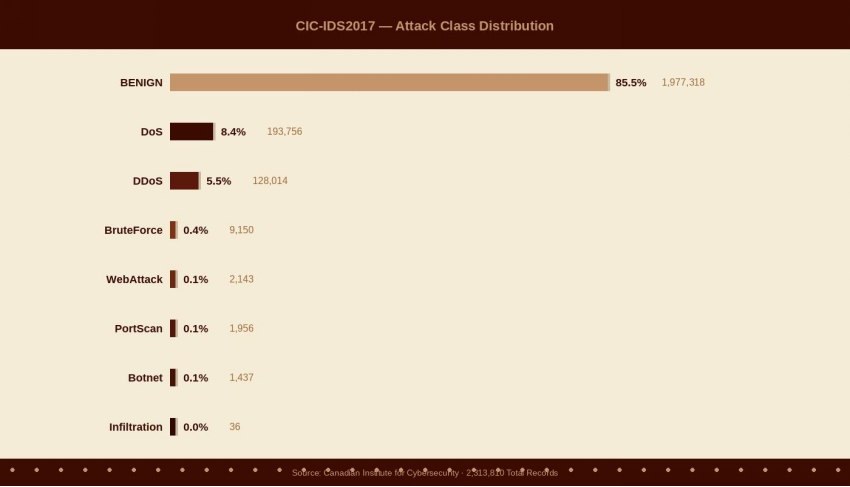 CIC-IDS2017 — Attack Class Distribution
BENIGN 85.5% 1,977,318
DoS 8.4% 193,756
DDoS 5.5% 128,014
BruteForce 0.4% 9,150
WebAttack 0.1% 2,143
PortScan 0.1% 1,956
Botnet 0.1% 1,437
Infiltration 0.0% 36
Source: Canadian Institute for Cybersecurity · 2,313,810 Total Records